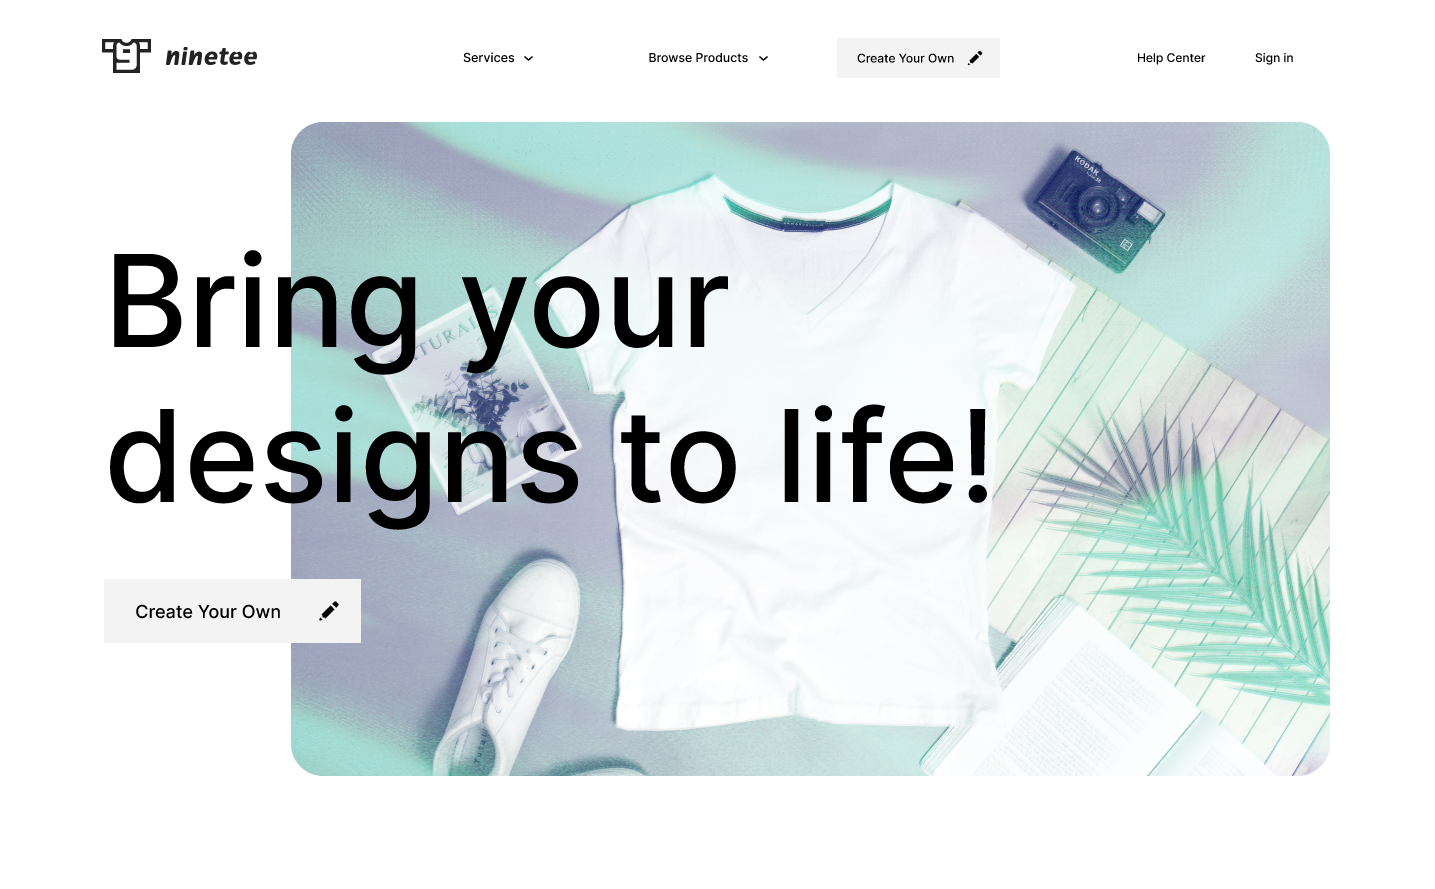 ninetee
Services
Browse Products
Create Your Own
Help Center
Sign in
KODAK
Bring your
designs to life!
Create Your Own